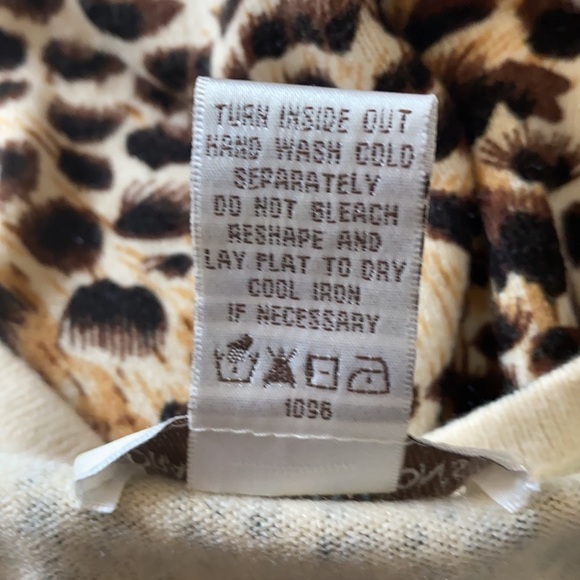 TURN INSIDE OUT
HAND WASH COLD
SEPARATELY
DO NOT BLEACH
RESHAPE AND
LAY FLAT TO DRY
COOL IRON
IF NECESSARY
1098